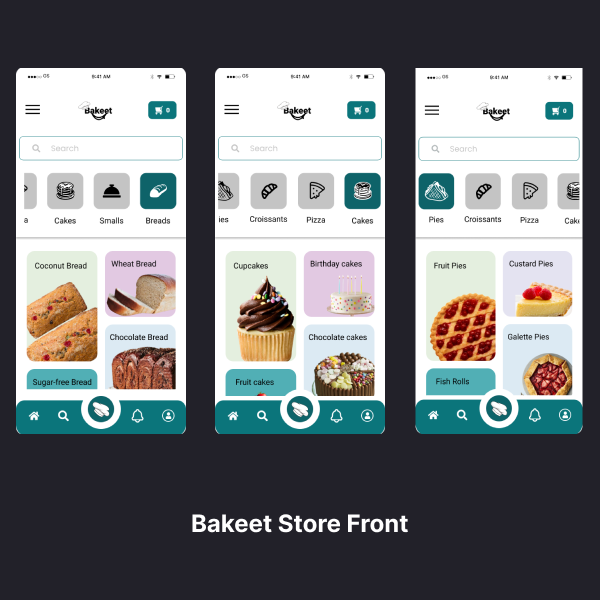 GS 9:41 AM
Bakeet
0
Search
a Cakes Smalls Breads
Coconut Bread
Wheat Bread
Chocolate Bread
Sugar-free Bread
GS 9:41 AM
Bakeet
0
Search
ies Croissants Pizza Cakes
Cupcakes
Birthday cakes
Chocolate cakes
Fruit cakes
GS 9:41 AM
Bakeet
0
Search
Pies Croissants Pizza Cak
Fruit Pies
Custard Pies
Galette Pies
Fish Rolls
Bakeet Store Front